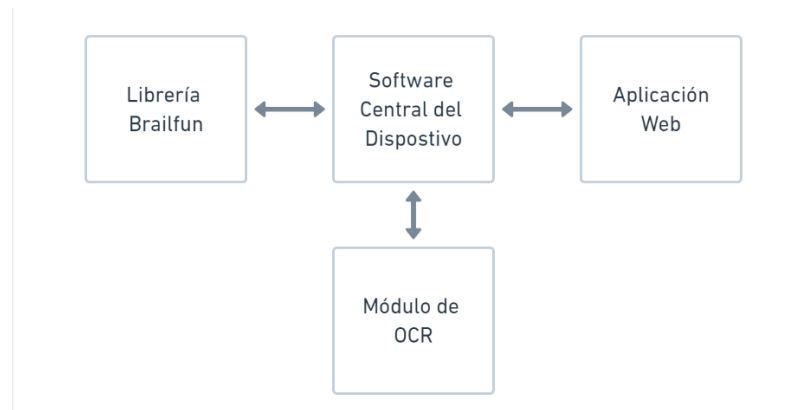 Librería
Brailfun
Software
Central del
Dispostivo
Aplicación
Web
Módulo de
OCR